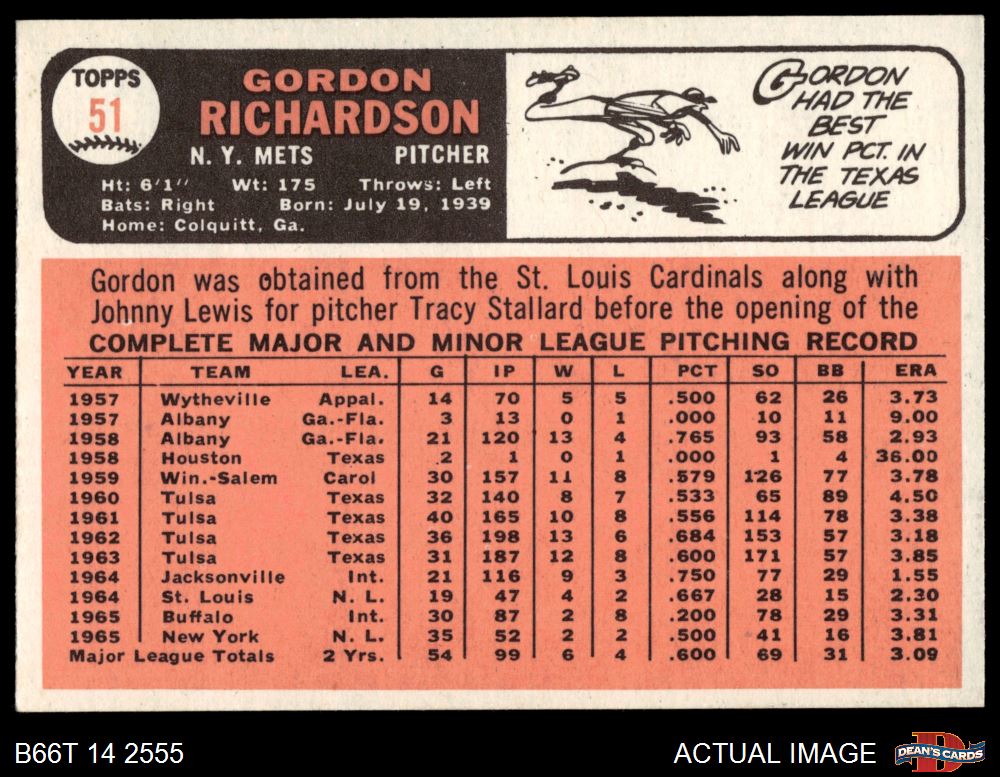 TOPPS
51
GORDON
RICHARDSON
N. Y. METS PITCHER
Ht: 6'1" Wt: 175 Throws: Left
Bats: Right Born: July 19, 1939
Home: Colquitt, Ga.
GORDON
HAD THE
BEST
WIN PCT. IN
THE TEXAS
LEAGUE
Gordon was obtained from the St. Louis Cardinals along with
Johnny Lewis for pitcher Tracy Stallard before the opening of the
COMPLETE MAJOR AND MINOR LEAGUE PITCHING RECORD
YEAR TEAM LEA. G IP W L PCT SO BB ERA
1957 Wytheville Appal. 14 70 5 5 .500 62 26 3.73
1957 Albany Ga.-Fla. 3 13 0 1 .000 10 11 9.00
1958 Albany Ga.-Fla. 21 120 13 4 .765 93 58 2.93
1958 Houston Texas 2 1 0 1 .000 1 4 36.00
1959 Win.-Salem Carol 30 157 11 8 .579 126 77 3.78
1960 Tulsa Texas 32 140 8 7 .533 65 89 4.50
1961 Tulsa Texas 40 165 10 8 .556 114 78 3.38
1962 Tulsa Texas 36 198 13 6 .684 153 57 3.18
1963 Tulsa Texas 31 187 12 8 .600 171 57 3.85
1964 Jacksonville Int. 21 116 9 3 .750 77 29 1.55
1964 St. Louis N. L. 19 47 4 2 .667 28 15 2.30
1965 Buffalo Int. 30 87 2 8 .200 78 29 3.31
1965 New York N. L. 35 52 2 2 .500 41 16 3.81
Major League Totals 2 Yrs. 54 99 6 4 .600 69 31 3.09
B66T 14 2555 ACTUAL IMAGE DEAN'S CARDS